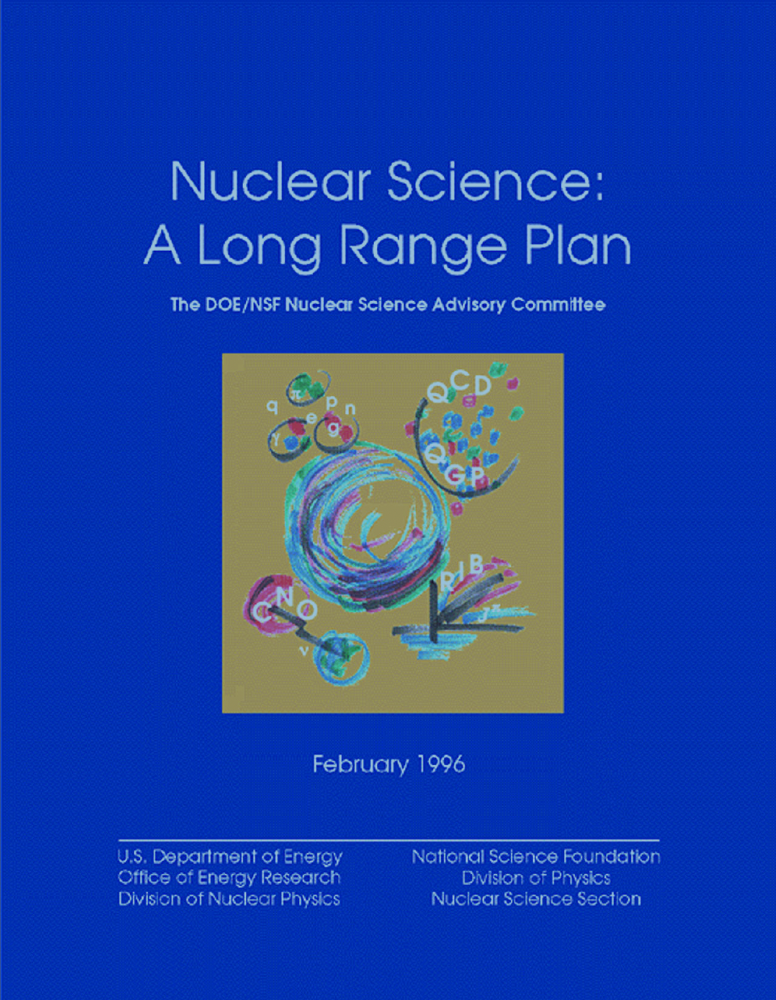 Nuclear Science:
A Long Range Plan
The DOE/NSF Nuclear Science Advisory Committee
π
q
p
n
e
g
γ
QCD
QGP
RIB
Jπ
CNO
ν
February 1996
U.S. Department of Energy
Office of Energy Research
Division of Nuclear Physics
National Science Foundation
Division of Physics
Nuclear Science Section